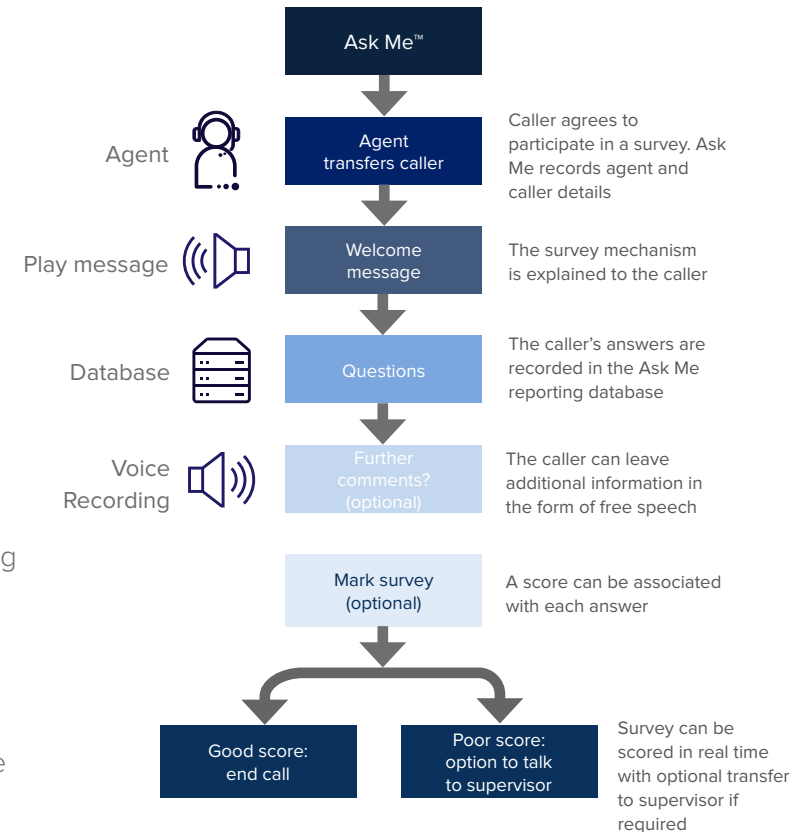 Ask Me™
Agent
Agent
transfers caller
Caller agrees to
participate in a survey. Ask
Me records agent and
caller details
Play message
Welcome
message
The survey mechanism
is explained to the caller
Database
Questions
The caller's answers are
recorded in the Ask Me
reporting database
Voice
Recording
Further
comments?
(optional)
The caller can leave
additional information in
the form of free speech
g
Mark survey
(optional)
A score can be associated
with each answer
Good score:
end call
Poor score:
option to talk
to supervisor
Survey can be
scored in real time
with optional transfer
to supervisor if
required
e